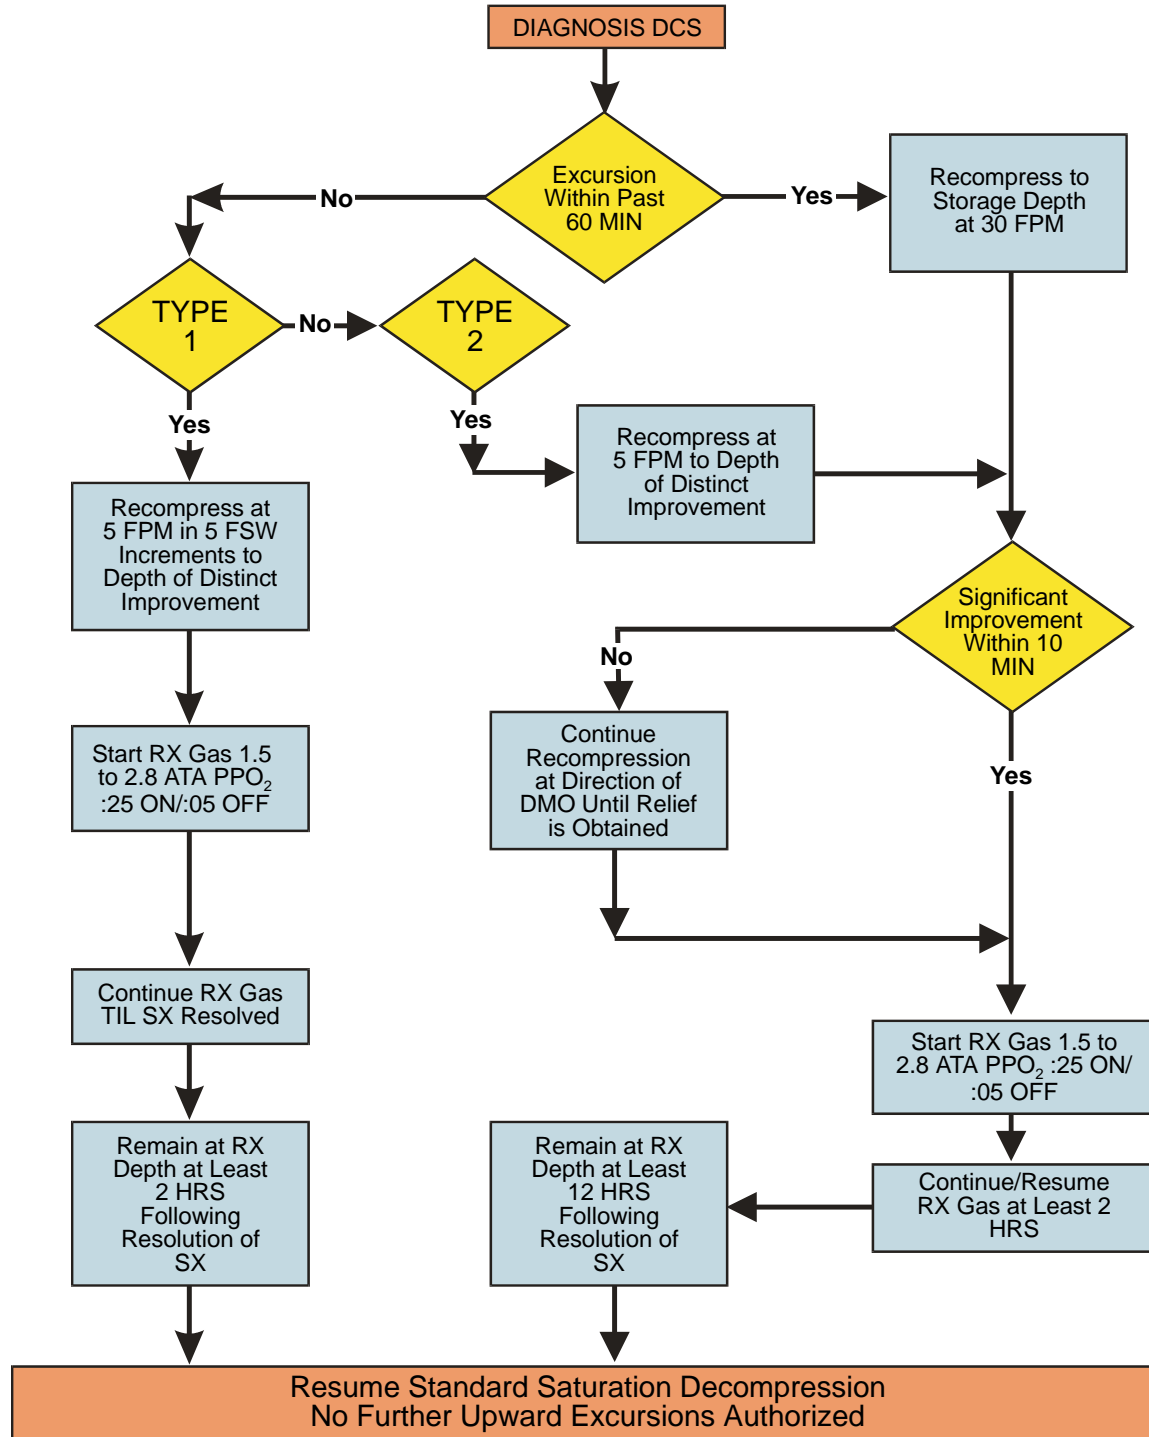 DIAGNOSIS DCS
Excursion
Within Past
60 MIN
No
Yes
Recompress to
Storage Depth
at 30 FPM
TYPE
1
No
TYPE
2
Yes
Yes
Recompress at
5 FPM to Depth
of Distinct
Improvement
Recompress at
5 FPM in 5 FSW
Increments to
Depth of Distinct
Improvement
Significant
Improvement
Within 10
MIN
No
Yes
Continue
Recompression
at Direction of
DMO Until Relief
is Obtained
Start RX Gas 1.5
to 2.8 ATA PPO₂
:25 ON/:05 OFF
Continue RX Gas
TIL SX Resolved
Start RX Gas 1.5 to
2.8 ATA PPO₂ :25 ON/
:05 OFF
Remain at RX
Depth at Least
2 HRS
Following
Resolution of
SX
Remain at RX
Depth at Least
12 HRS
Following
Resolution of
SX
Continue/Resume
RX Gas at Least 2
HRS
Resume Standard Saturation Decompression
No Further Upward Excursions Authorized